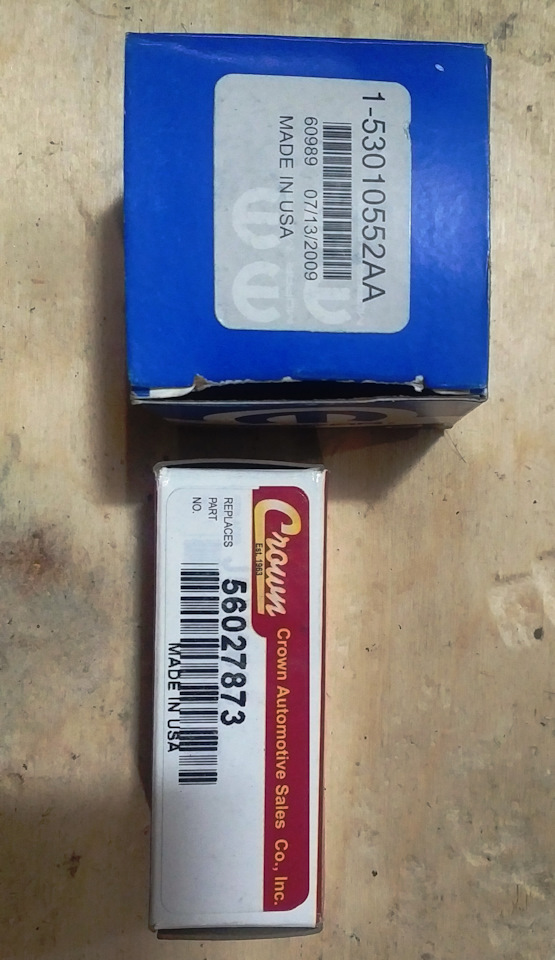 1-53010552AA
60989 07/13/2009
MADE IN USA
Crown
Est. 1963
Crown Automotive Sales Co., Inc.
REPLACES
PART
NO.
56027873
MADE IN USA